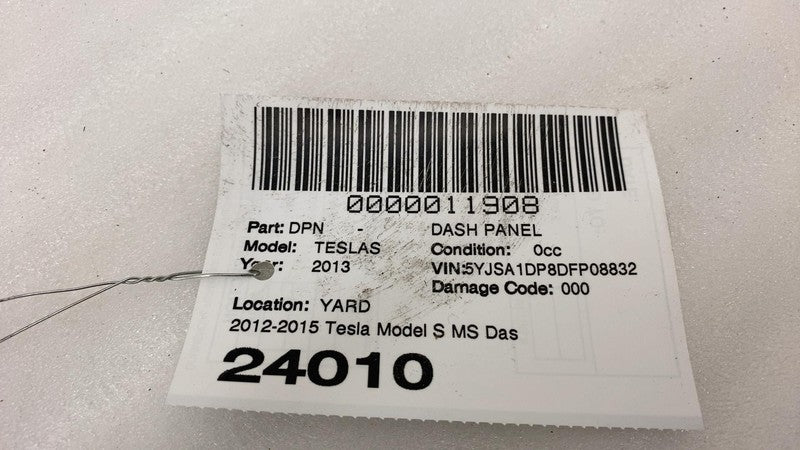 0000011908
Part: DPN - DASH PANEL
Model: TESLAS Condition: 0cc
Year: 2013 VIN:5YJSA1DP8DFP08832
Damage Code: 000
Location: YARD
2012-2015 Tesla Model S MS Das
24010